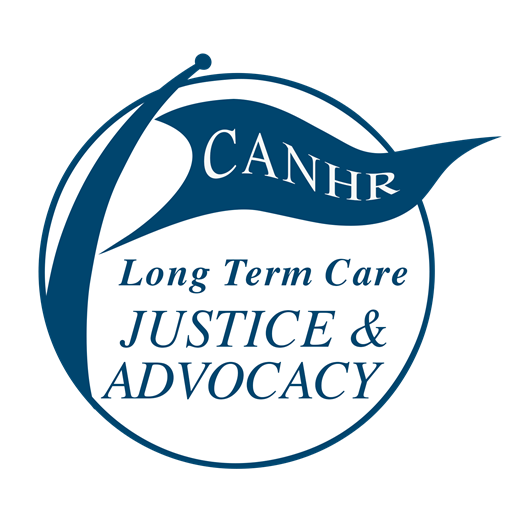 CANHR
Long Term Care
JUSTICE &
ADVOCACY